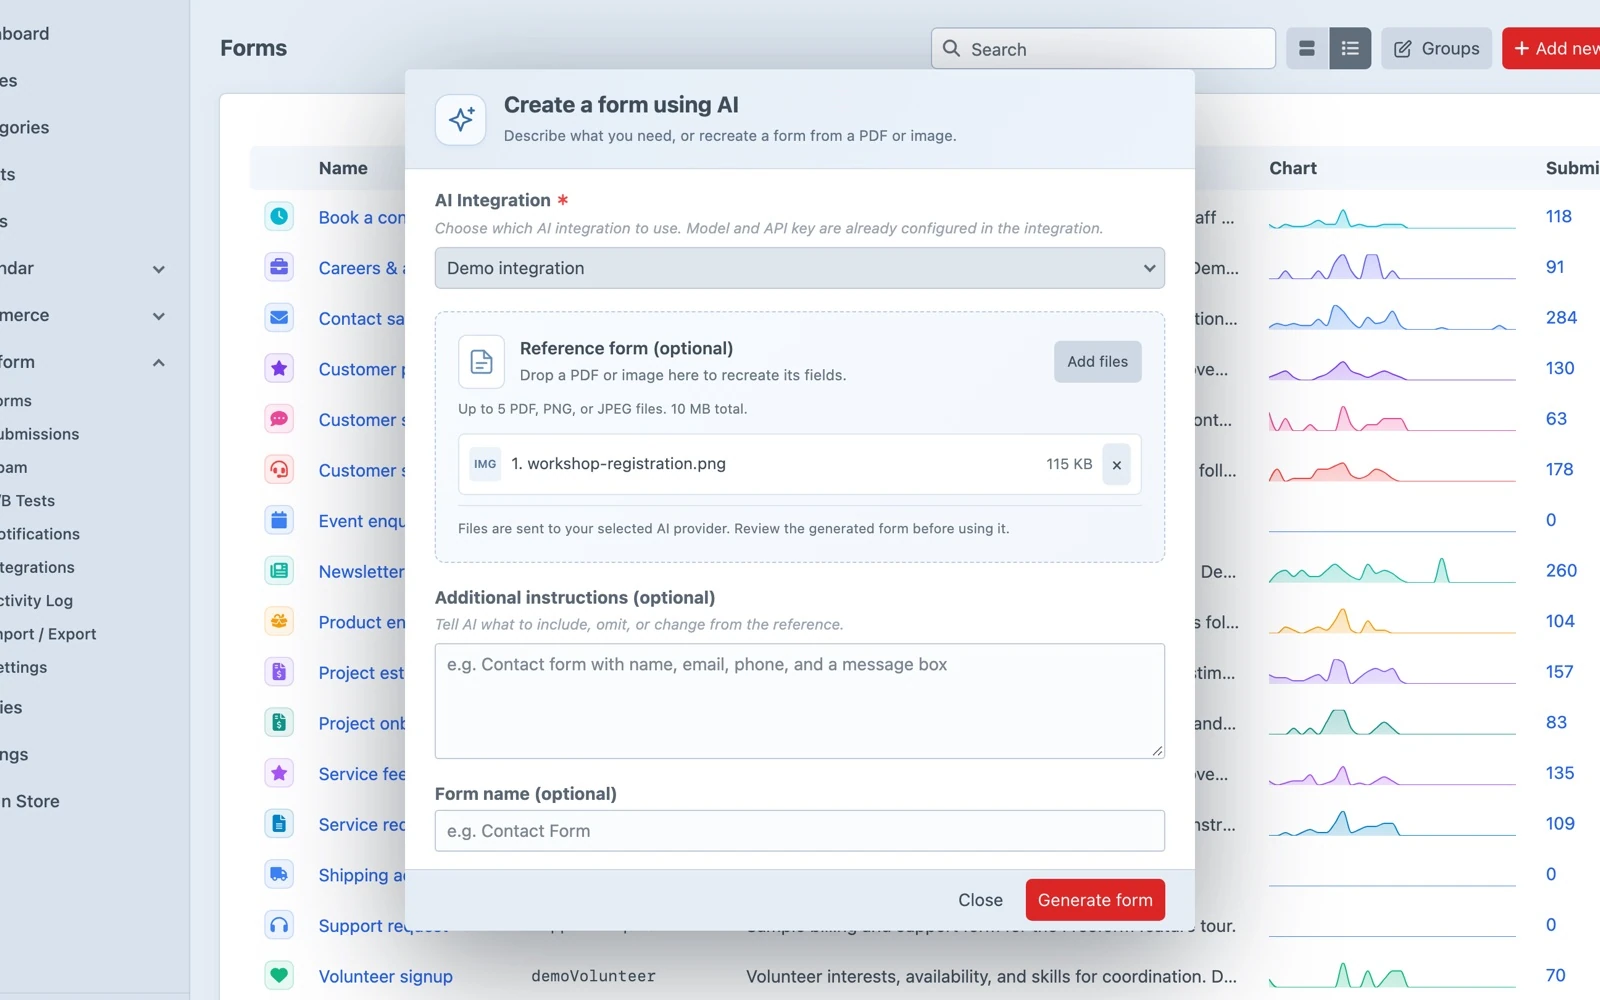 board
es
gories
ts
s
ndar
merce
form
orms
ubmissions
pam
/B Tests
otifications
tegrations
ctivity Log
mport / Export
ettings
ies
ngs
n Store
Forms
Search
Groups
+ Add new
Name
Chart
Submi
Book a con
aff ...
118
Careers & a
Dem...
91
Contact sa
tion...
284
Customer p
ove...
130
Customer s
ont...
63
Customer s
foll...
178
Event enqu
0
Newsletter
De...
260
Product en
s fol...
104
Project est
stim...
157
Project onb
and...
83
Service fee
ove...
135
Service rec
nstr...
109
Shipping ac
0
Support request
tour.
0
Volunteer signup
demoVolunteer
Volunteer interests, availability, and skills for coordination. D...
70
Create a form using AI
Describe what you need, or recreate a form from a PDF or image.
AI Integration *
Choose which AI integration to use. Model and API key are already configured in the integration.
Demo integration
Reference form (optional)
Drop a PDF or image here to recreate its fields.
Add files
Up to 5 PDF, PNG, or JPEG files. 10 MB total.
IMG
1. workshop-registration.png
115 KB
×
Files are sent to your selected AI provider. Review the generated form before using it.
Additional instructions (optional)
Tell AI what to include, omit, or change from the reference.
e.g. Contact form with name, email, phone, and a message box
Form name (optional)
e.g. Contact Form
Close
Generate form